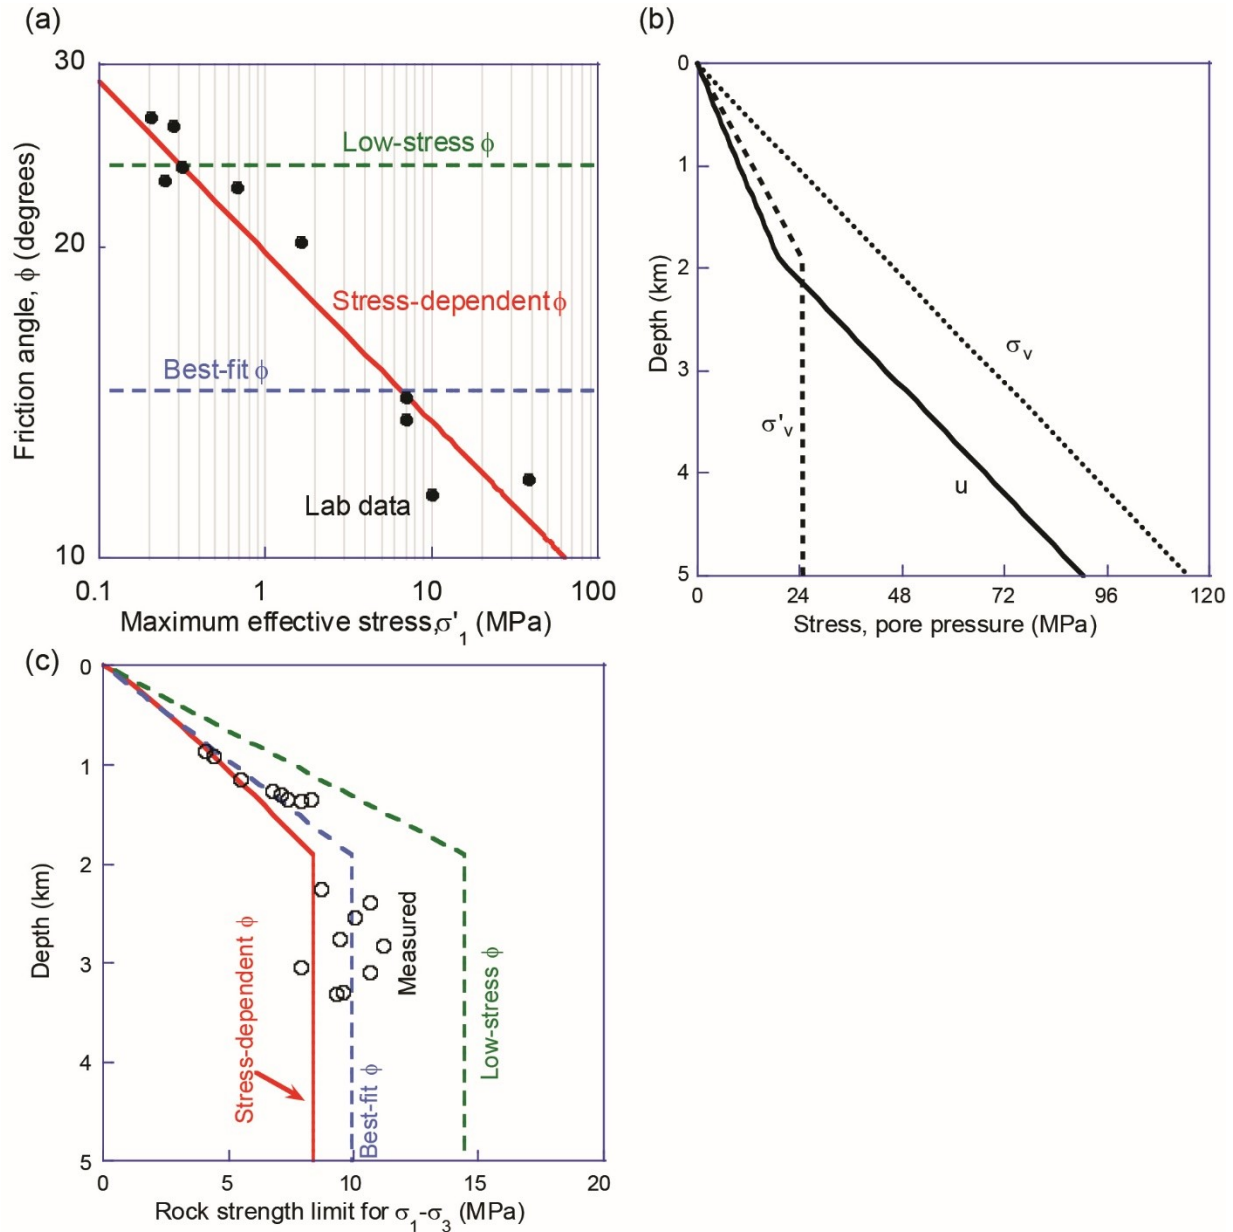 (a)
30
20
10
Friction angle, ϕ (degrees)
Low-stress ϕ
Stress-dependent ϕ
Best-fit ϕ
Lab data
0.1 1 10 100
Maximum effective stress,σ'₁ (MPa)
(b)
0
1
2
3
4
5
Depth (km)
σᵥ
σ'ᵥ
u
0 24 48 72 96 120
Stress, pore pressure (MPa)
(c)
0
1
2
3
4
5
Depth (km)
Stress-dependent ϕ
Best-fit ϕ
Measured
Low-stress ϕ
0 5 10 15 20
Rock strength limit for σ₁-σ₃ (MPa)